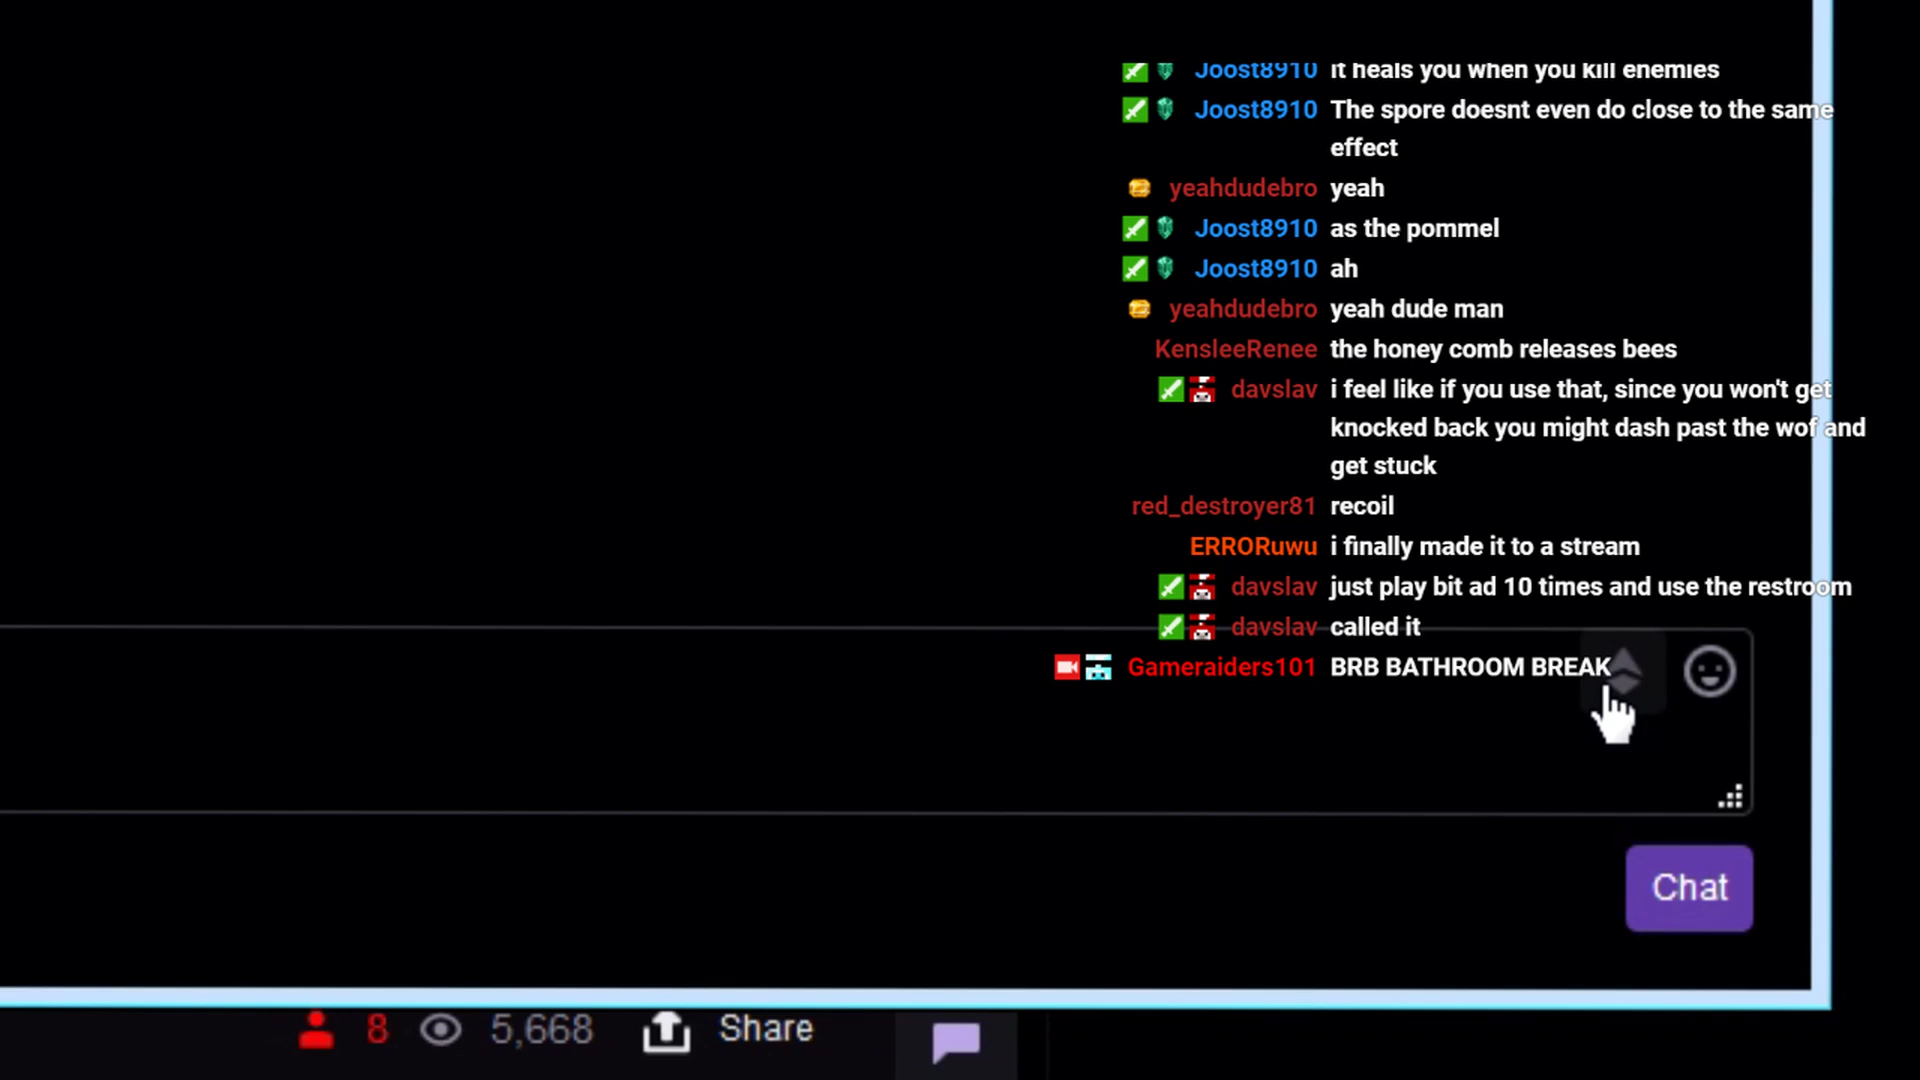 Joost8910 it heals you when you kill enemies
Joost8910 The spore doesnt even do close to the same
effect
yeahdudebro yeah
Joost8910 as the pommel
Joost8910 ah
yeahdudebro yeah dude man
KensleeRenee the honey comb releases bees
davslav i feel like if you use that, since you won't get
knocked back you might dash past the wof and
get stuck
red_destroyer81 recoil
ERRORuwu i finally made it to a stream
davslav just play bit ad 10 times and use the restroom
davslav called it
Gameraiders101 BRB BATHROOM BREAK
Chat
8 5,668 Share